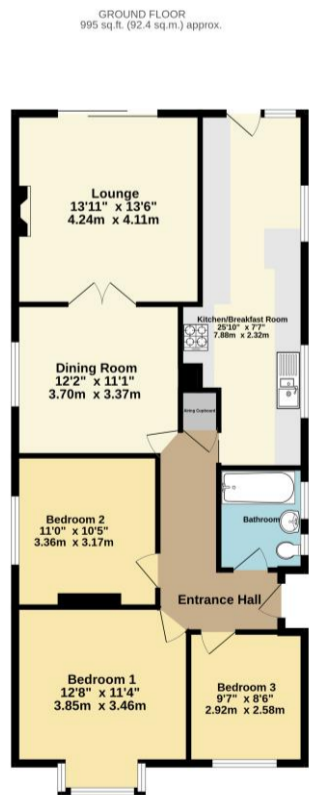 GROUND FLOOR
995 sq.ft. (92.4 sq.m.) approx.
Lounge
13'11" x 13'6"
4.24m x 4.11m
Kitchen/Breakfast Room
25'10" x 7'7"
7.88m x 2.32m
Dining Room
12'2" x 11'1"
3.70m x 3.37m
Airing Cupboard
Bedroom 2
11'0" x 10'5"
3.36m x 3.17m
Bathroom
Entrance Hall
Bedroom 1
12'8" x 11'4"
3.85m x 3.46m
Bedroom 3
9'7" x 8'6"
2.92m x 2.58m